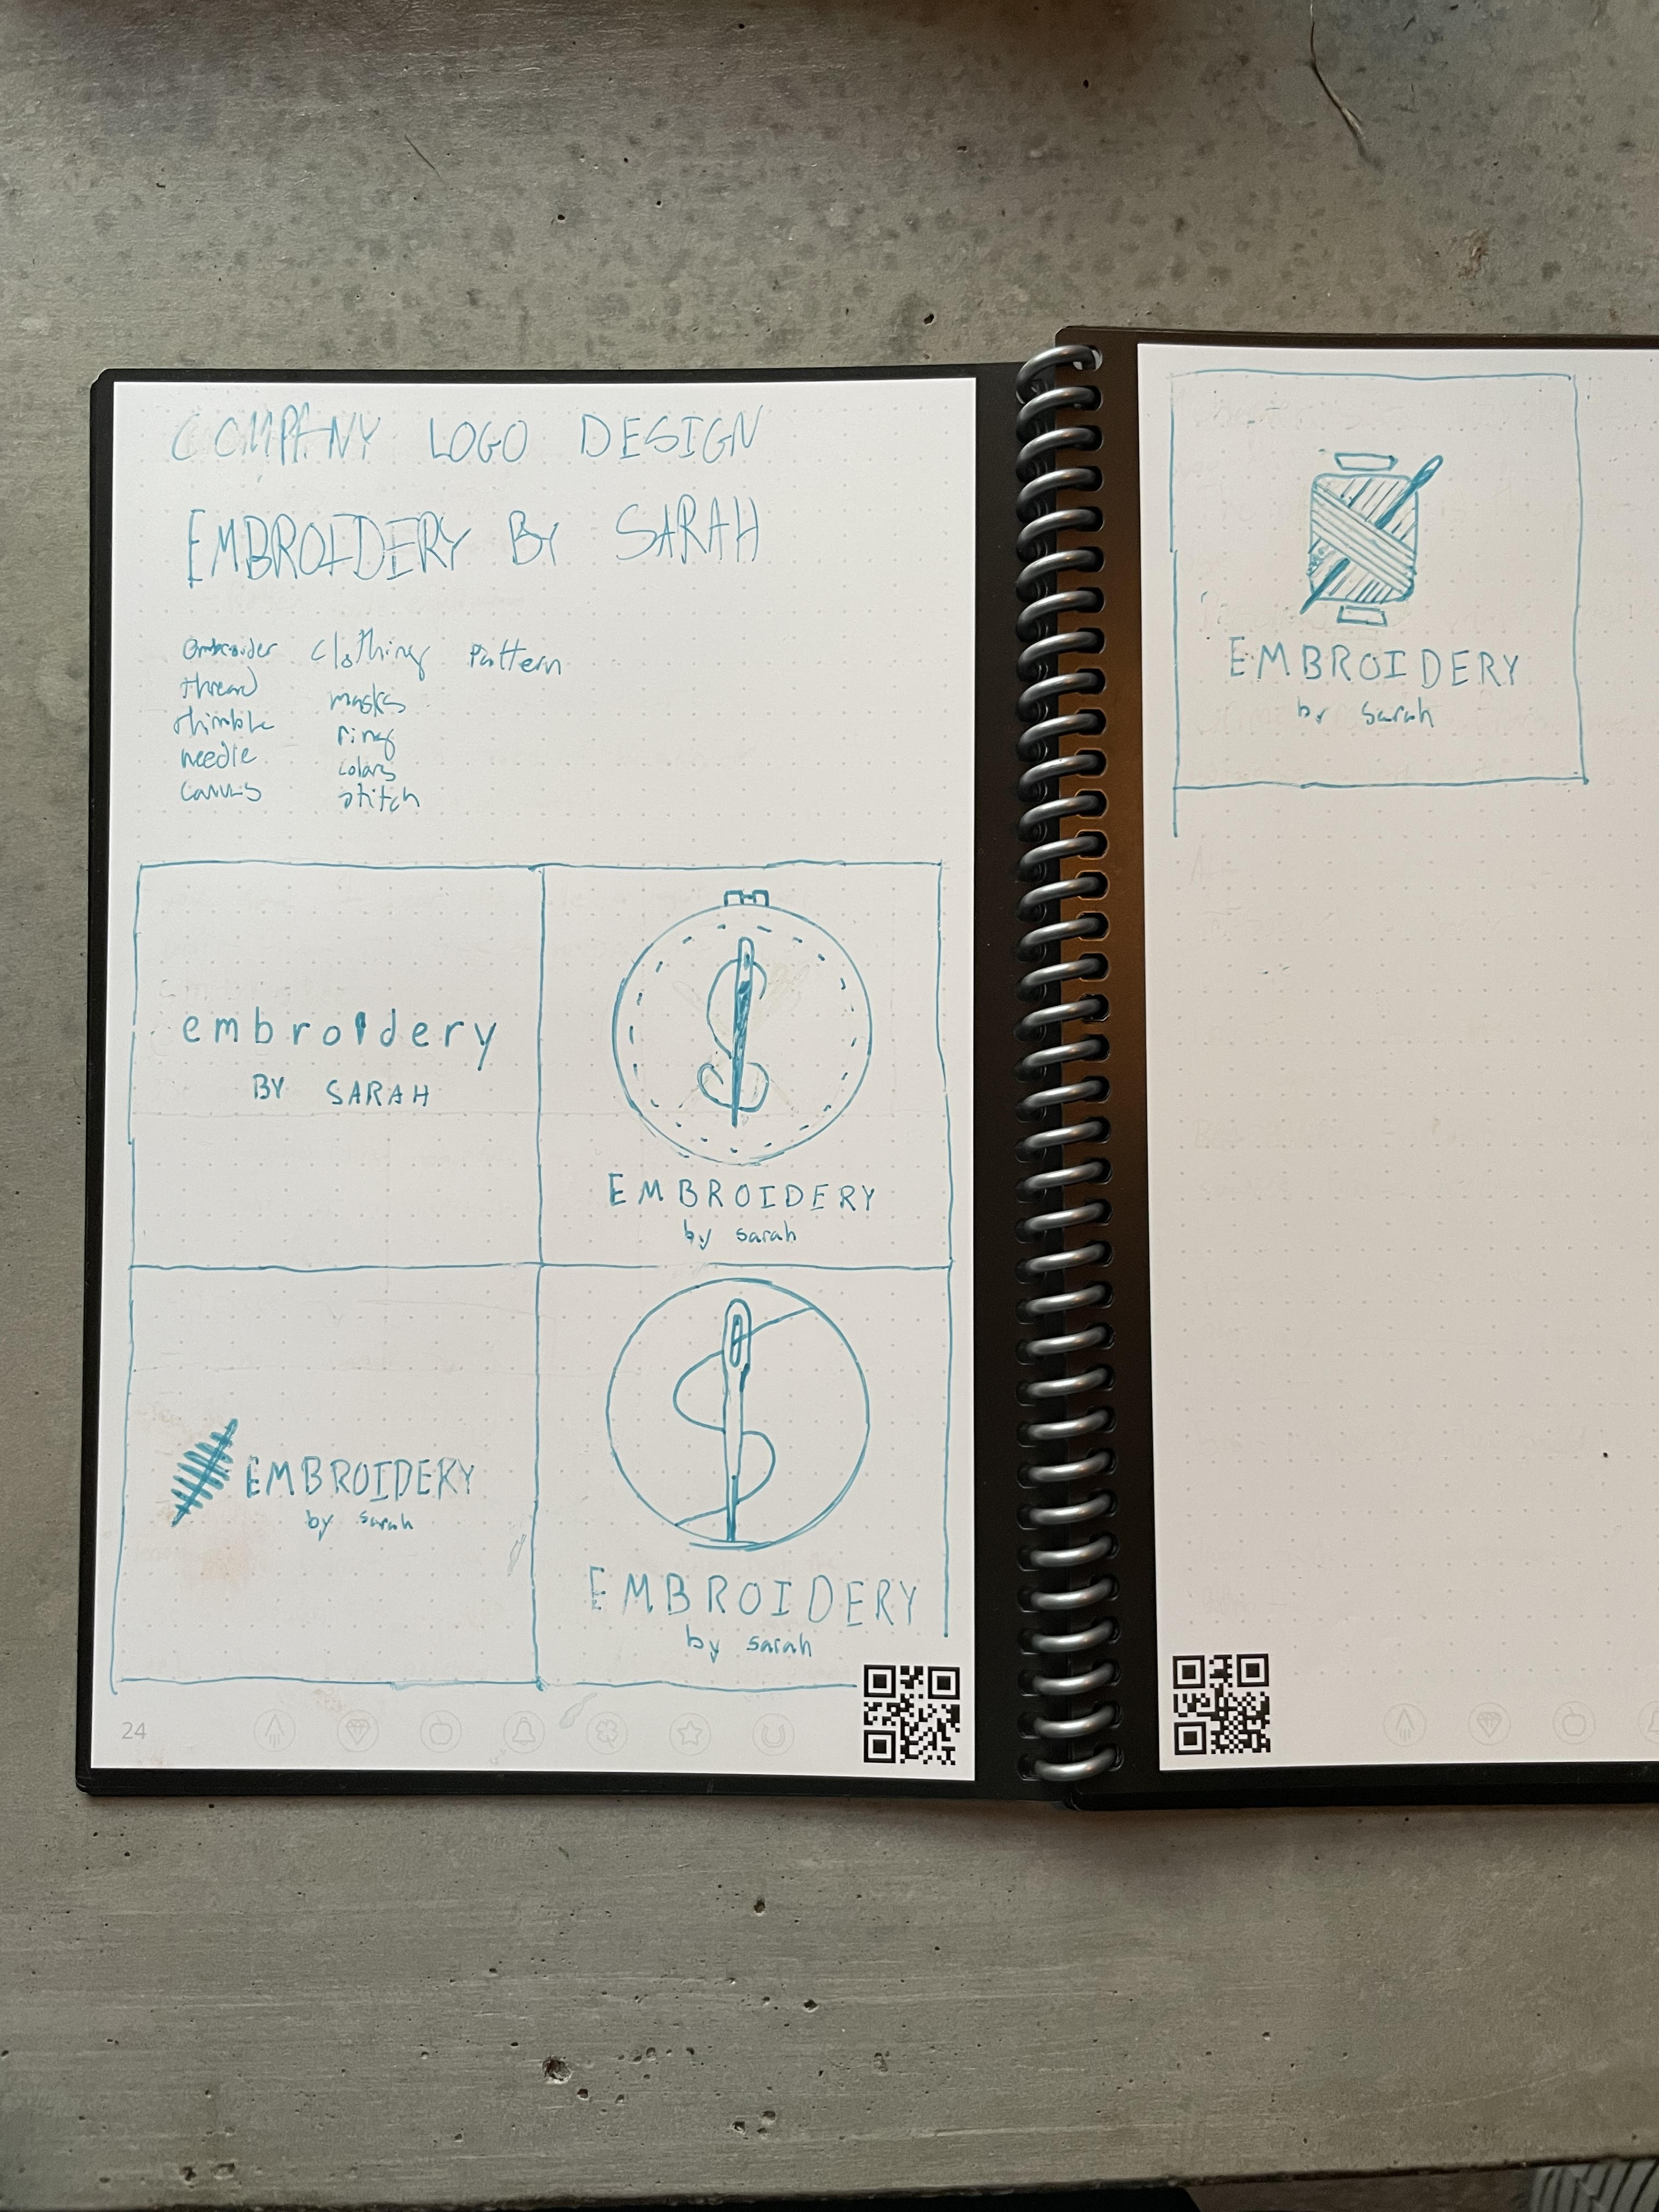 COMPANY LOGO DESIGN
EMBROIDERY BY SARAH
embroider clothing pattern
thread masks
thimble ring
needle colors
canvas stitch
embroidery
BY SARAH
EMBROIDERY
by sarah
EMBROIDERY
by sarah
EMBROIDERY
by sarah
24
EMBROIDERY
by sarah